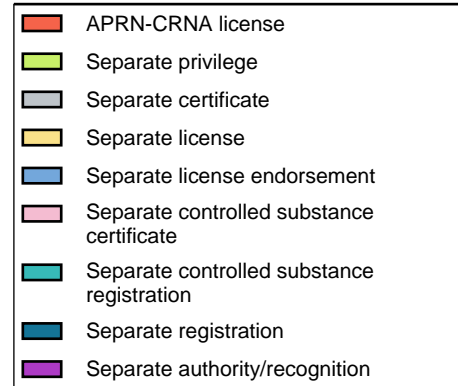 APRN-CRNA license
Separate privilege
Separate certificate
Separate license
Separate license endorsement
Separate controlled substance
certificate
Separate controlled substance
registration
Separate registration
Separate authority/recognition